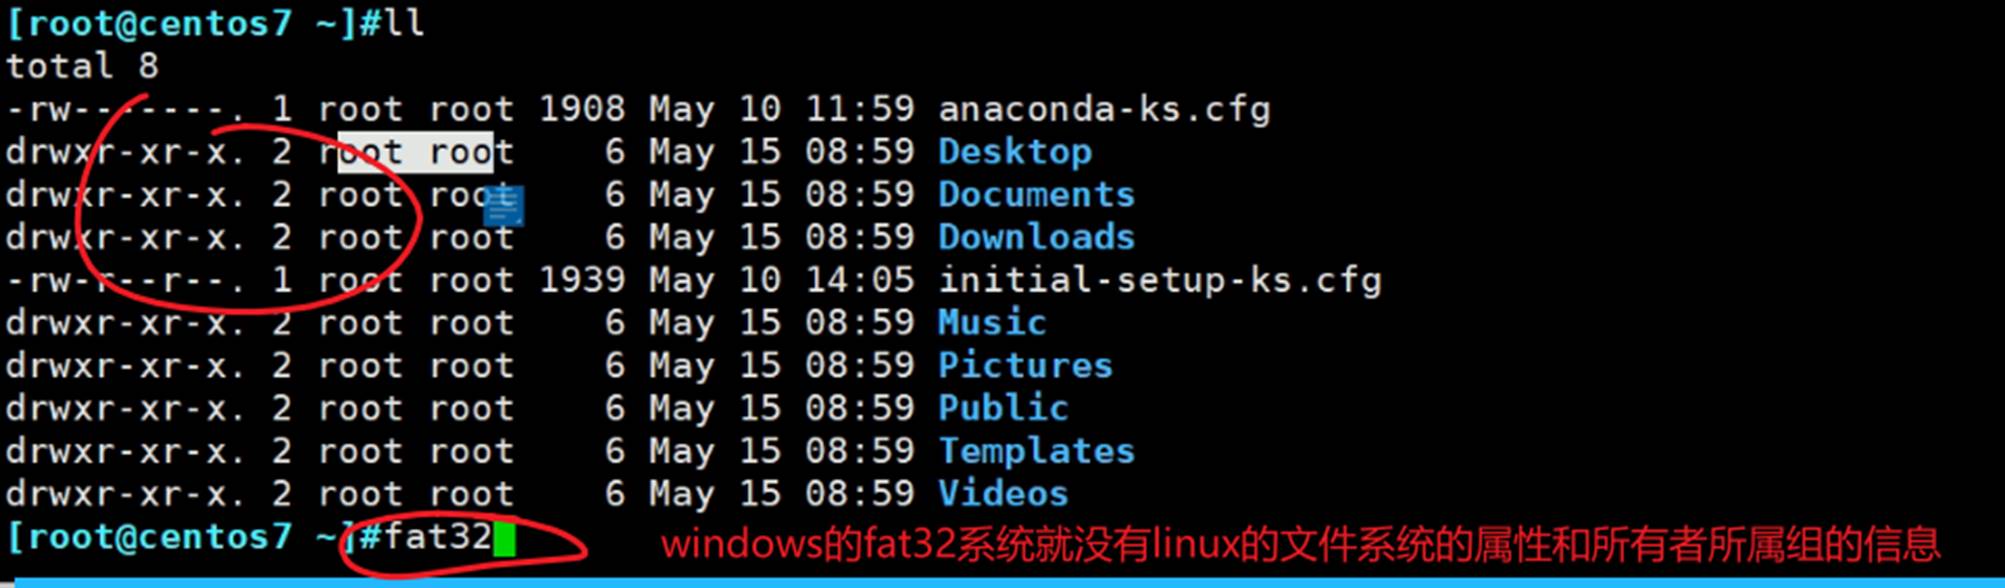 [root@centos7 ~]#ll
total 8
-rw-------. 1 root root 1908 May 10 11:59 anaconda-ks.cfg
drwxr-xr-x. 2 root root    6 May 15 08:59 Desktop
drwxr-xr-x. 2 root root    6 May 15 08:59 Documents
drwxr-xr-x. 2 root root    6 May 15 08:59 Downloads
-rw-r--r--. 1 root root 1939 May 10 14:05 initial-setup-ks.cfg
drwxr-xr-x. 2 root root    6 May 15 08:59 Music
drwxr-xr-x. 2 root root    6 May 15 08:59 Pictures
drwxr-xr-x. 2 root root    6 May 15 08:59 Public
drwxr-xr-x. 2 root root    6 May 15 08:59 Templates
drwxr-xr-x. 2 root root    6 May 15 08:59 Videos
[root@centos7 ~]#fat32 windows的fat32系统就没有linux的文件系统的属性和所有者所属组的信息